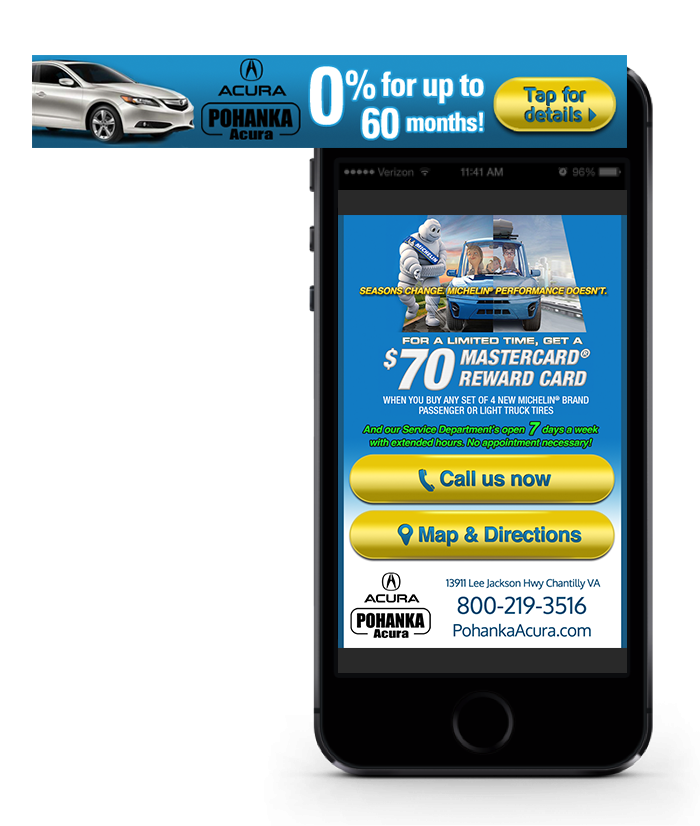 ACURA
POHANKA
Acura
0% for up to
60 months!
Tap for
details
Verizon
11:41 AM
96%
MICHELIN
SEASONS CHANGE. MICHELIN® PERFORMANCE DOESN'T.
FOR A LIMITED TIME, GET A
$70 MASTERCARD®
REWARD CARD
WHEN YOU BUY ANY SET OF 4 NEW MICHELIN® BRAND
PASSENGER OR LIGHT TRUCK TIRES
And our Service Department's open 7 days a week
with extended hours. No appointment necessary!
Call us now
Map & Directions
ACURA
POHANKA
Acura
13911 Lee Jackson Hwy Chantilly VA
800-219-3516
PohankaAcura.com